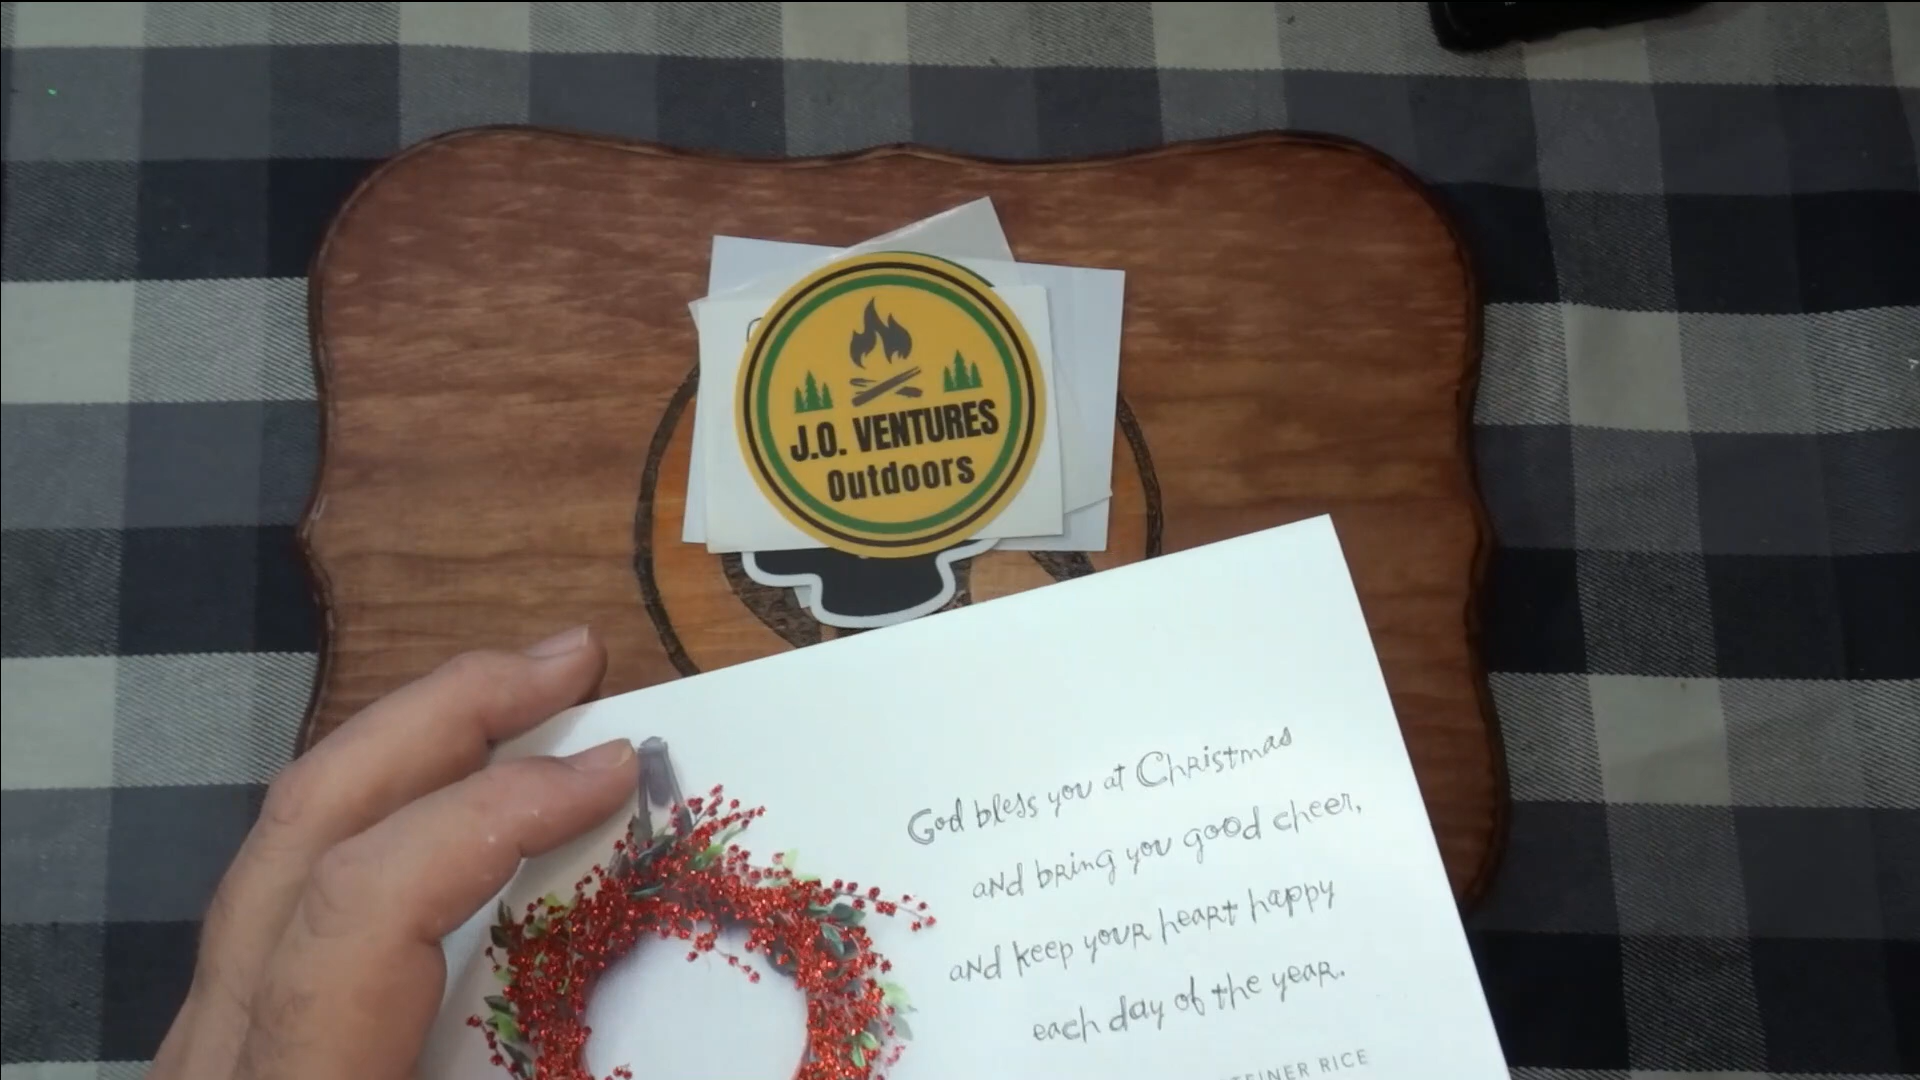 J.O. VENTURES
Outdoors
God bless you at Christmas
and bring you good cheer,
and keep your heart happy
each day of the year.
RICE